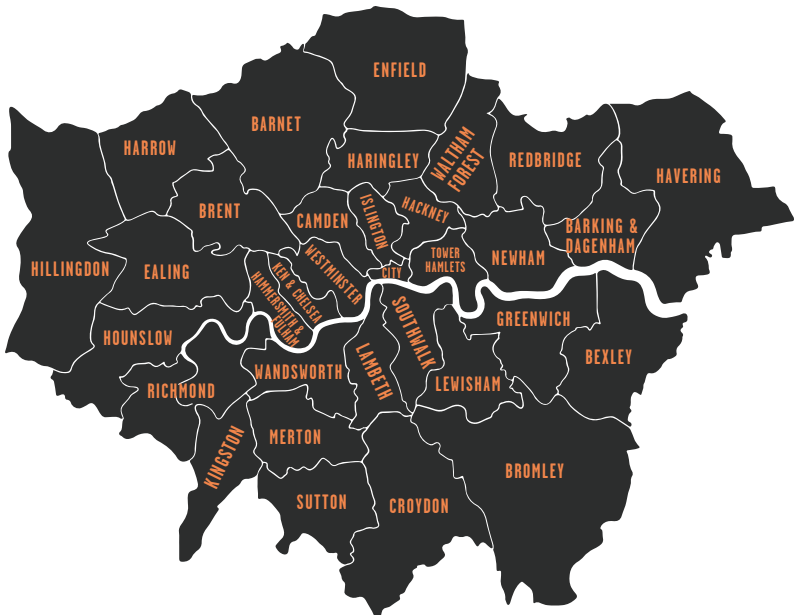 ENFIELD
BARNET
HARROW
HARINGLEY
WALTHAM
FOREST
REDBRIDGE
HAVERING
BRENT
CAMDEN
ISLINGTON
HACKNEY
BARKING &
DAGENHAM
HILLINGDON
EALING
WESTMINSTER
CITY
TOWER
HAMLETS
NEWHAM
KEN & CHELSEA
HAMMERSMITH &
FULHAM
HOUNSLOW
SOUTHWALK
GREENWICH
BEXLEY
RICHMOND
WANDSWORTH
LAMBETH
LEWISHAM
KINGSTON
MERTON
BROMLEY
SUTTON
CROYDON